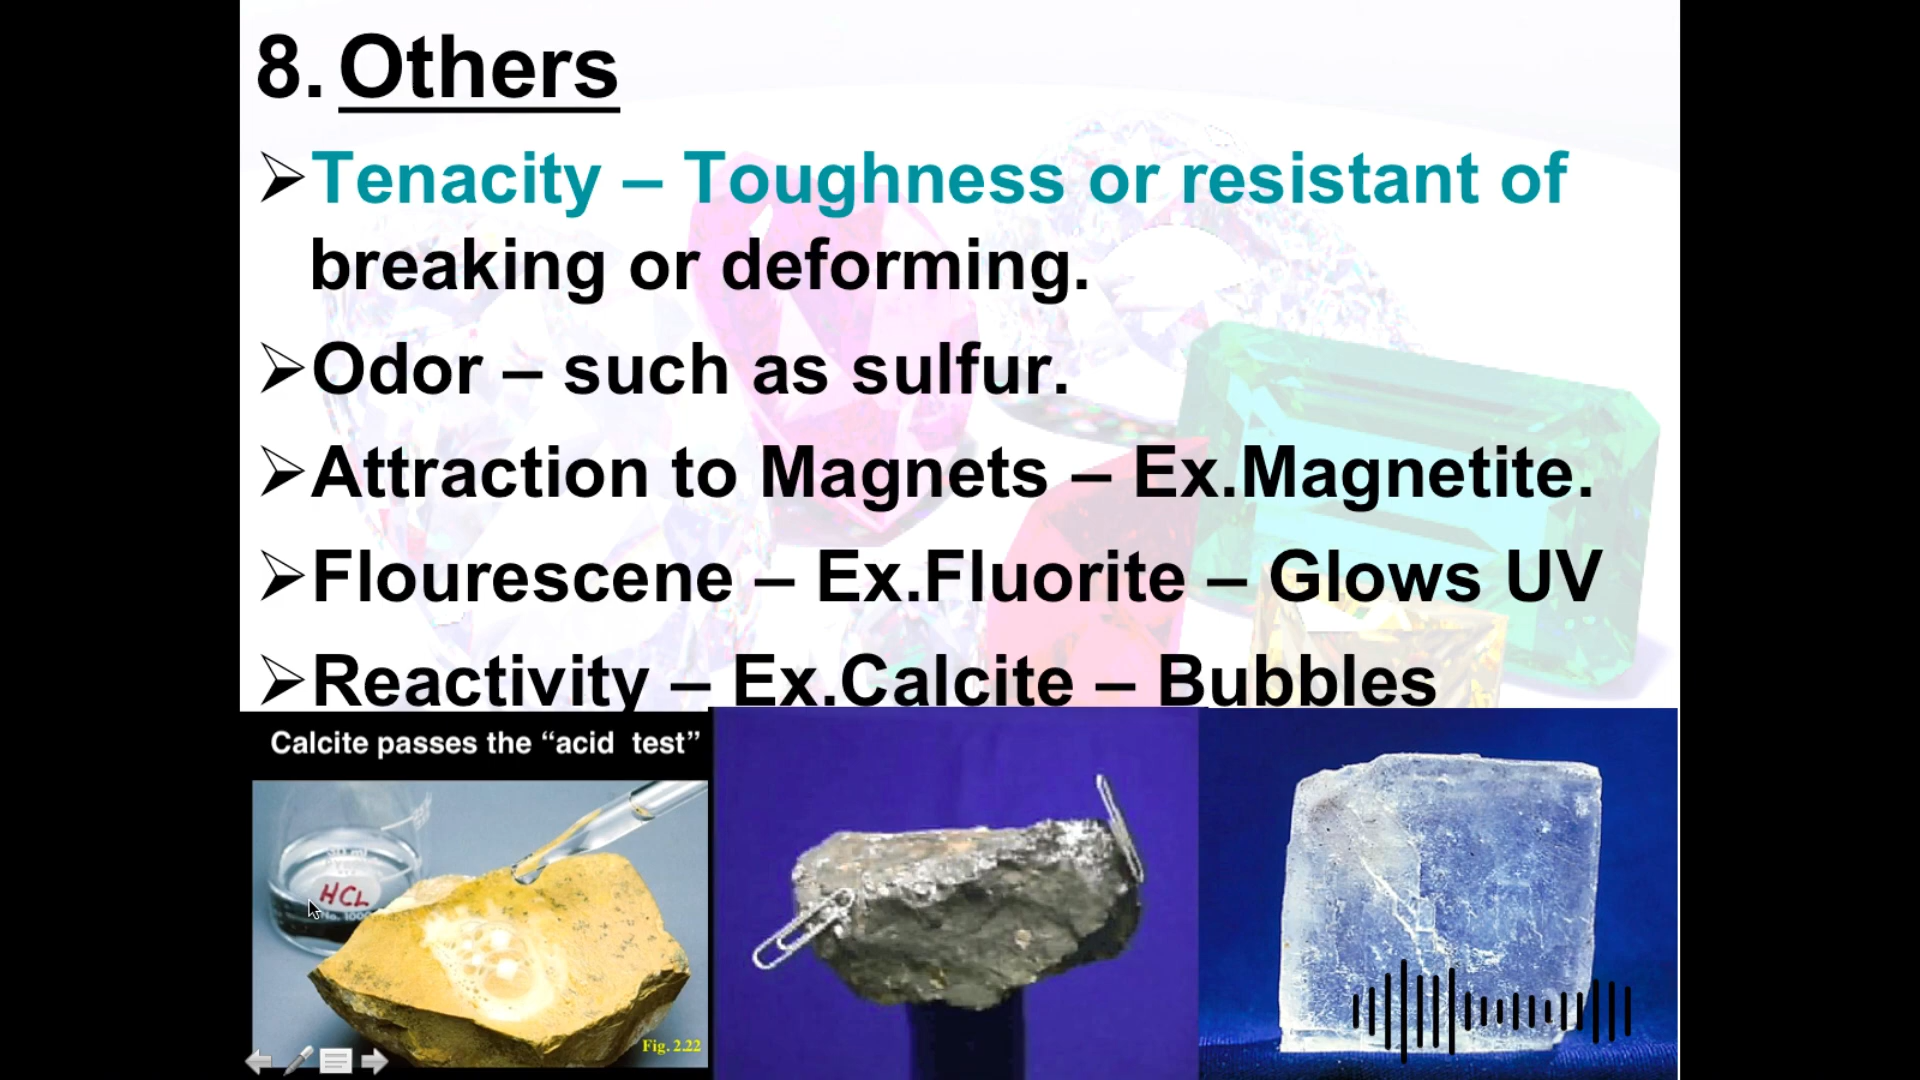 8. Others
➢Tenacity – Toughness or resistant of
breaking or deforming.
➢Odor – such as sulfur.
➢Attraction to Magnets – Ex.Magnetite.
➢Flourescene – Ex.Fluorite – Glows UV
➢Reactivity – Ex.Calcite – Bubbles
Calcite passes the “acid test”
HCL
Fig. 2.22